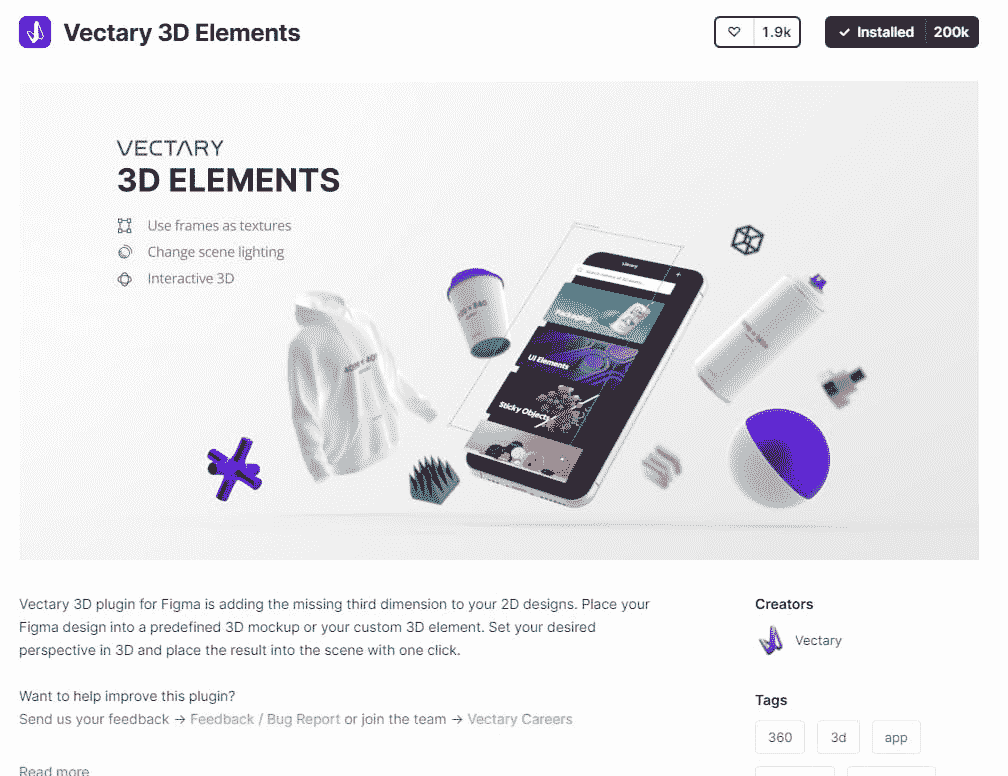 Vectary 3D Elements
1.9k
Installed 200k
VECTARY
3D ELEMENTS
Use frames as textures
Change scene lighting
Interactive 3D
Library
UI Elements
Sticky Objects
Vectary 3D plugin for Figma is adding the missing third dimension to your 2D designs. Place your
Figma design into a predefined 3D mockup or your custom 3D element. Set your desired
perspective in 3D and place the result into the scene with one click.
Want to help improve this plugin?
Send us your feedback → Feedback / Bug Report or join the team → Vectary Careers
Read more
Creators
Vectary
Tags
360 3d app